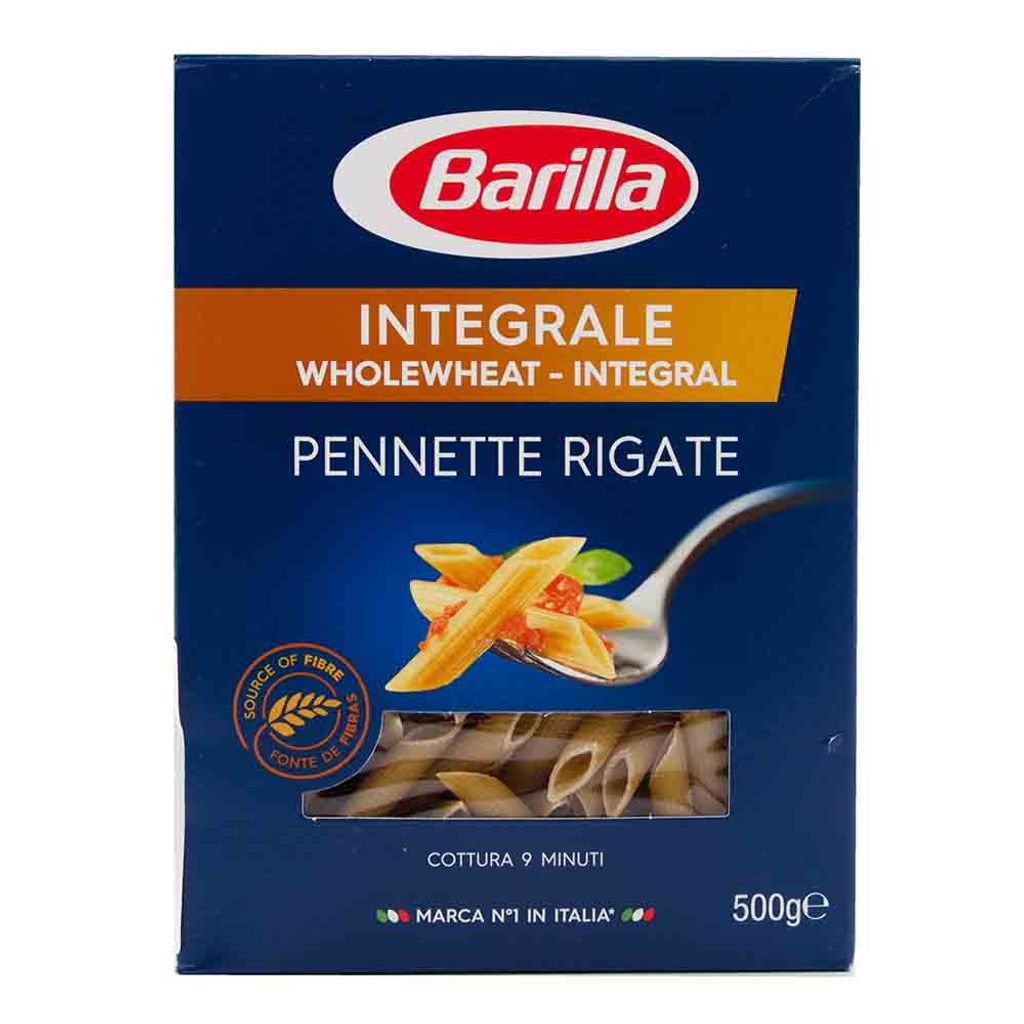 Barilla
INTEGRALE
WHOLEWHEAT - INTEGRAL
PENNETTE RIGATE
SOURCE OF FIBRE
FONTE DE FIBRAS
COTTURA 9 MINUTI
MARCA N°1 IN ITALIA*
500g℮